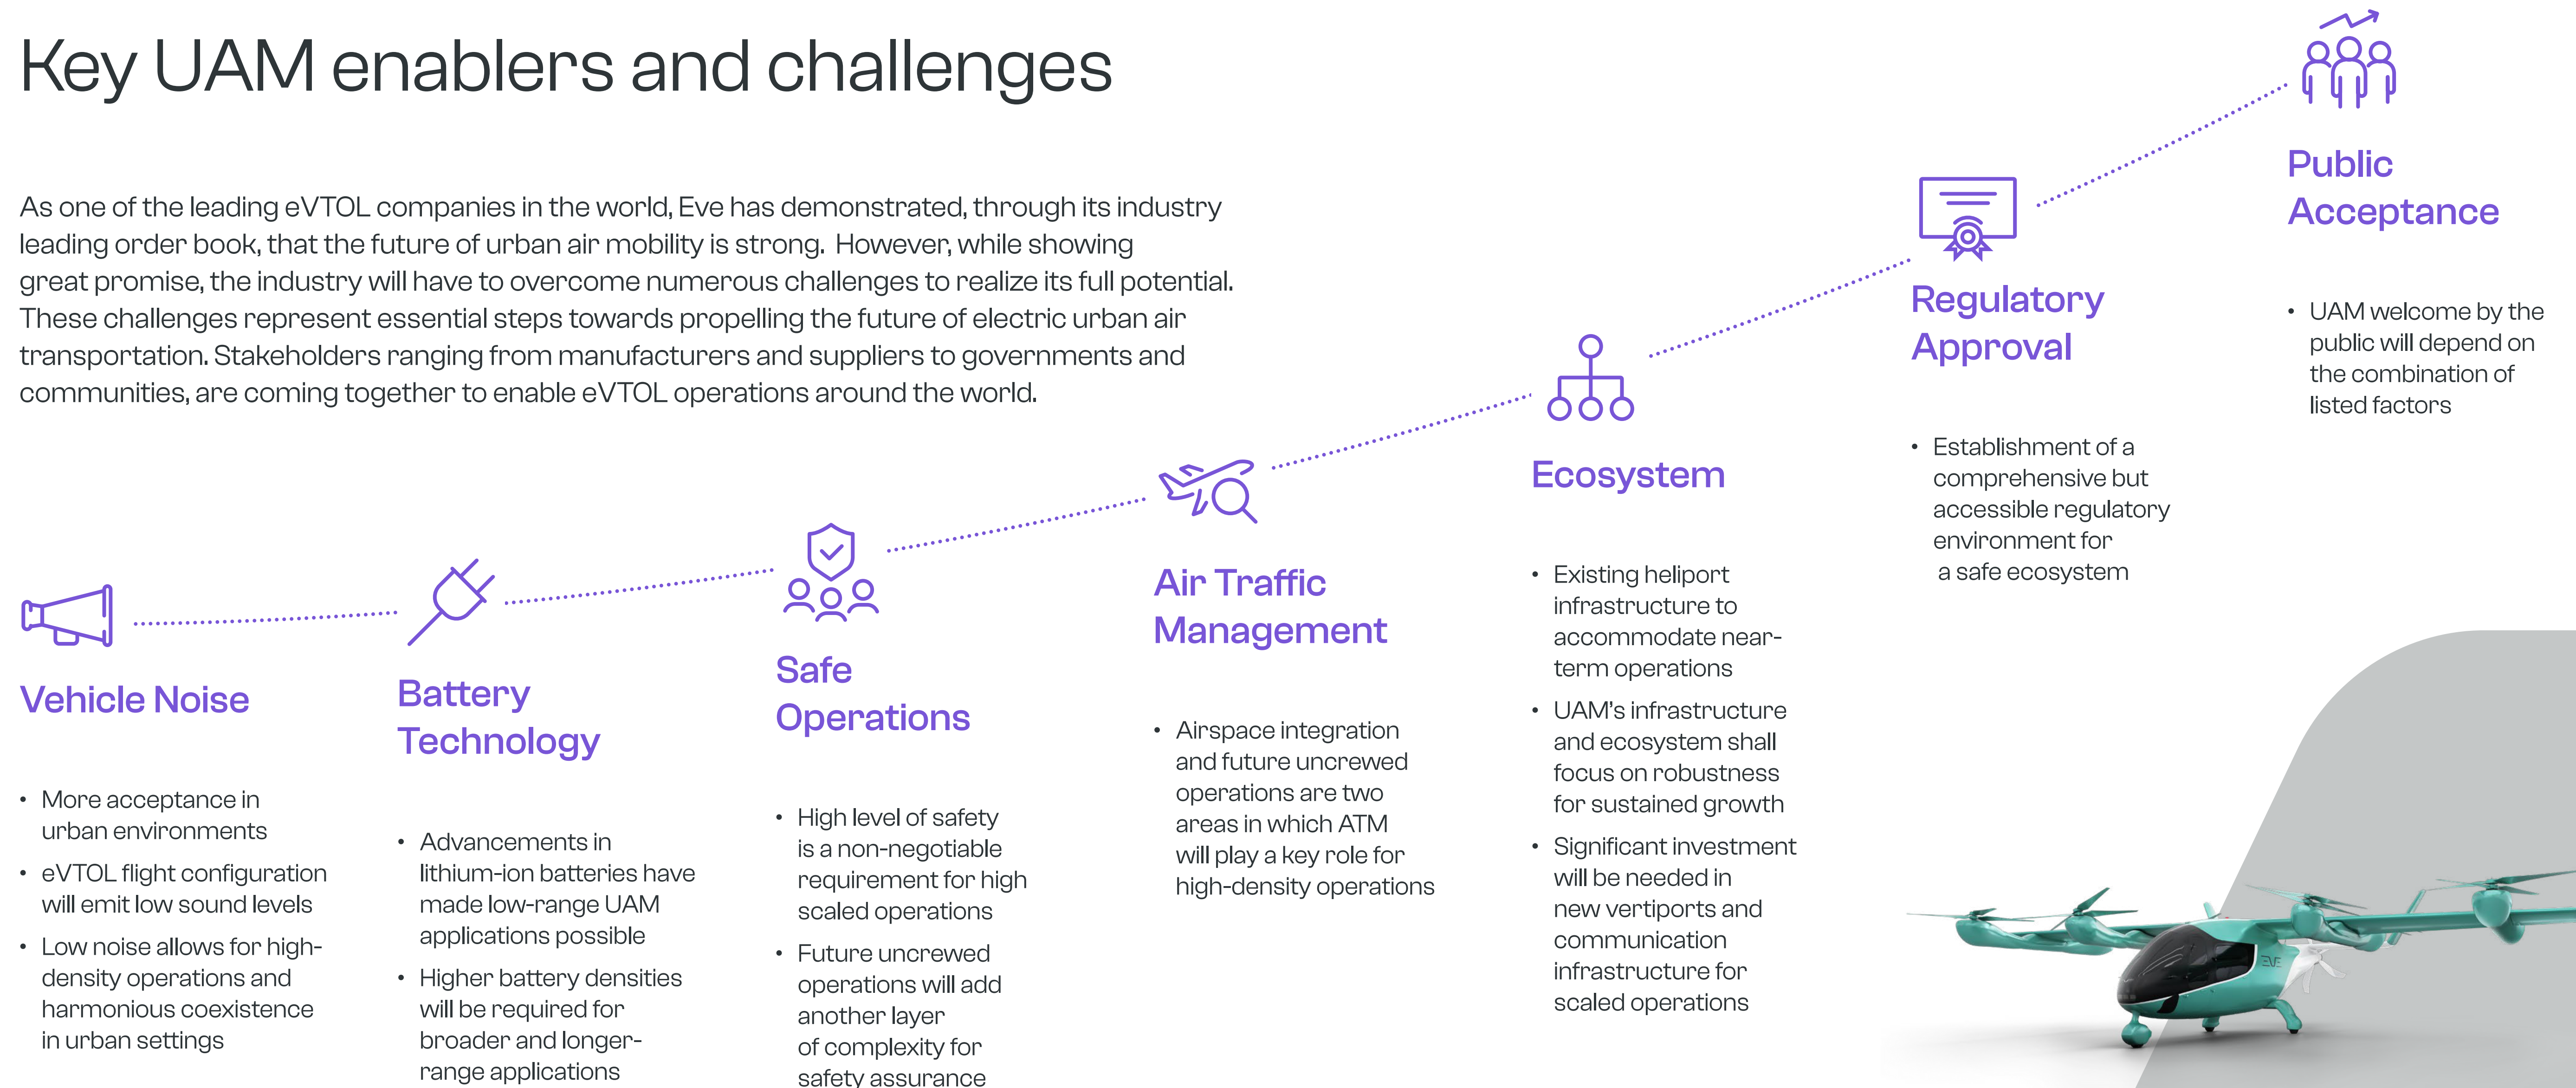 Key UAM enablers and challenges
As one of the leading eVTOL companies in the world, Eve has demonstrated, through its industry
leading order book, that the future of urban air mobility is strong.  However, while showing
great promise, the industry will have to overcome numerous challenges to realize its full potential.
These challenges represent essential steps towards propelling the future of electric urban air
transportation. Stakeholders ranging from manufacturers and suppliers to governments and
communities, are coming together to enable eVTOL operations around the world.
Vehicle Noise
• More acceptance in
urban environments
• eVTOL flight configuration
will emit low sound levels
• Low noise allows for high-
density operations and
harmonious coexistence
in urban settings
Battery
Technology
• Advancements in
lithium-ion batteries have
made low-range UAM
applications possible
• Higher battery densities
will be required for
broader and longer-
range applications
Safe
Operations
• High level of safety
is a non-negotiable
requirement for high
scaled operations
• Future uncrewed
operations will add
another layer
of complexity for
safety assurance
Air Traffic
Management
• Airspace integration
and future uncrewed
operations are two
areas in which ATM
will play a key role for
high-density operations
Ecosystem
• Existing heliport
infrastructure to
accommodate near-
term operations
• UAM’s infrastructure
and ecosystem shall
focus on robustness
for sustained growth
• Significant investment
will be needed in
new vertiports and
communication
infrastructure for
scaled operations
Regulatory
Approval
• Establishment of a
comprehensive but
accessible regulatory
environment for
a safe ecosystem
Public
Acceptance
• UAM welcome by the
public will depend on
the combination of
listed factors
EVE